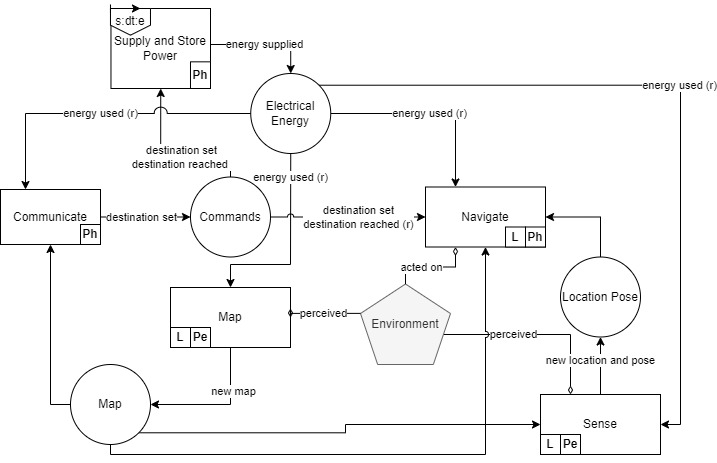 s:dt:e
Supply and Store
Power
Ph
energy supplied
Electrical
Energy
energy used (r)
energy used (r)
energy used (r)
destination set
destination reached
energy used (r)
Communicate
Ph
destination set
Commands
destination set
destination reached (r)
Navigate
L
Ph
acted on
Location Pose
Map
L
Pe
perceived
Environment
perceived
new location and pose
new map
Map
Sense
L
Pe